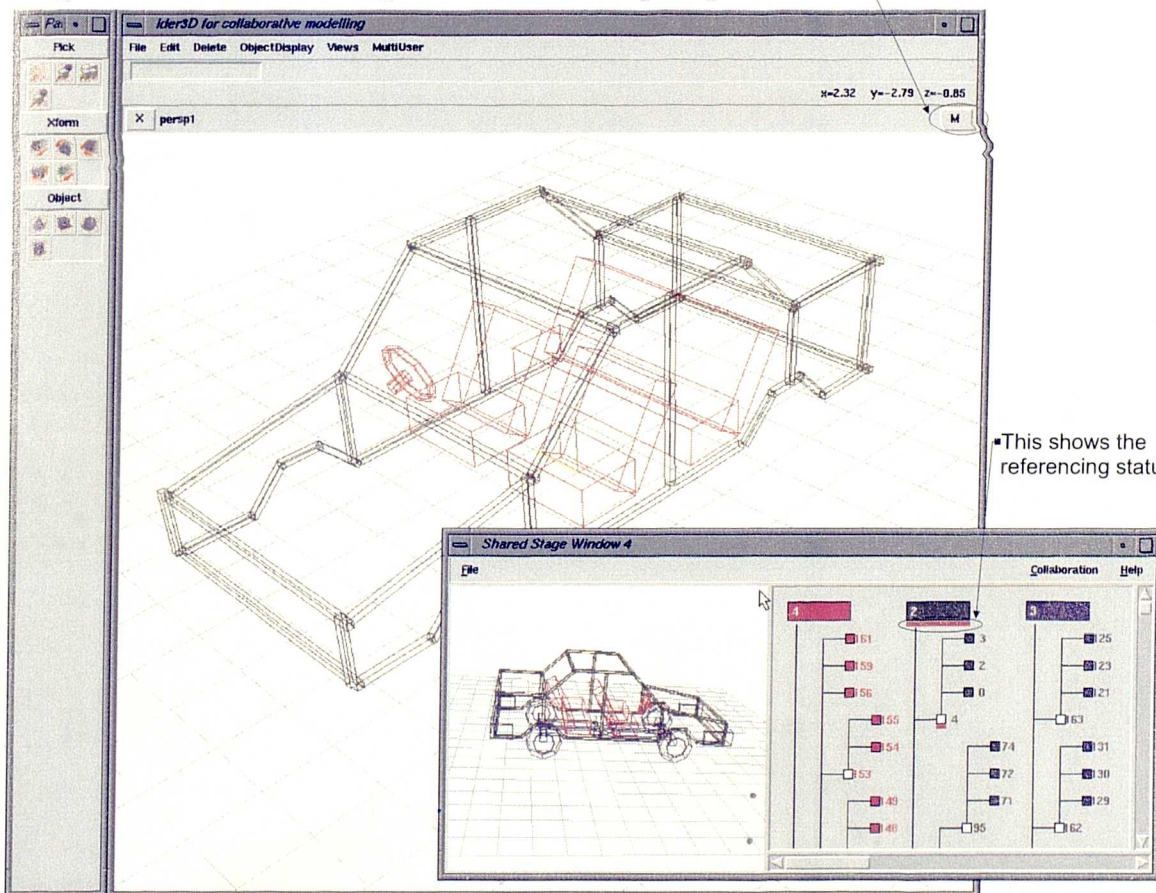 Pa
Ider3D for collaborative modelling
Pick
File Edit Delete ObjectDisplay Views MultiUser
x=2.32 y=-2.79 z=-0.85
Xform
X persp1 M
Object
This shows the
referencing statu
Shared Stage Window 4
File Collaboration Help
4 2 3
161 3 125
159 2 123
156 0 121
155 4 163
154 74 131
153 72 130
149 71 129
148 95 162